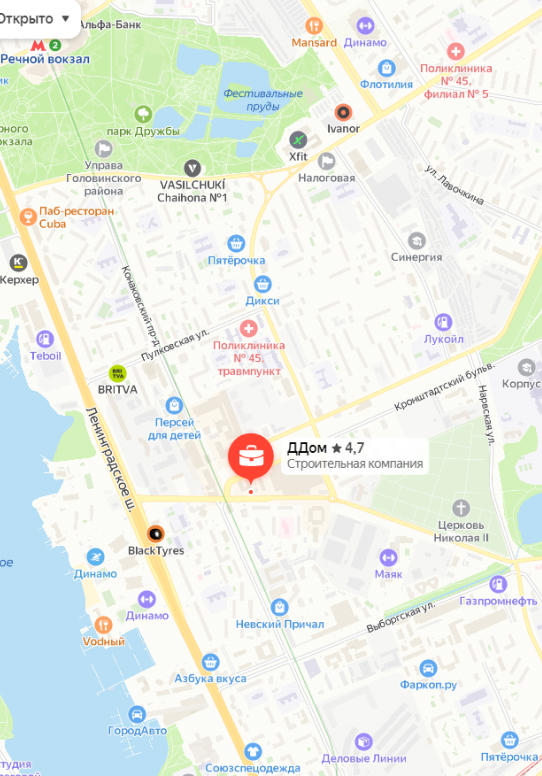 Открыто
Альфа-Банк
2
Речной вокзал
Mansard
Динамо
Поликлиника
№ 45,
филиал № 5
Флотилия
Фестивальные
пруды
Ivanor
парк Дружбы
Xfit
Управа
Головинского
района
VASILCHUKÍ
Chaihona №1
Налоговая
ул. Лавочкина
Паб-ресторан
Cuba
Пятёрочка
Синергия
Керхер
Дикси
Конаковский пр-д
Пулковская ул.
Поликлиника
№ 45,
травмпункт
Лукойл
Teboil
BRI
TVA
BRITVA
Кронштадтский бульв.
Корпус
Нарвская ул.
Персей
для детей
Ленинградское ш.
ДДом ★ 4,7
Строительная компания
Церковь
Николая II
BlackTyres
Динамо
Маяк
Газпромнефть
Динамо
Невский Причал
Выборгская ул.
Vodный
Азбука вкуса
Фаркоп.ру
ГородАвто
Деловые Линии
Пятёрочка
Союзспецодежда